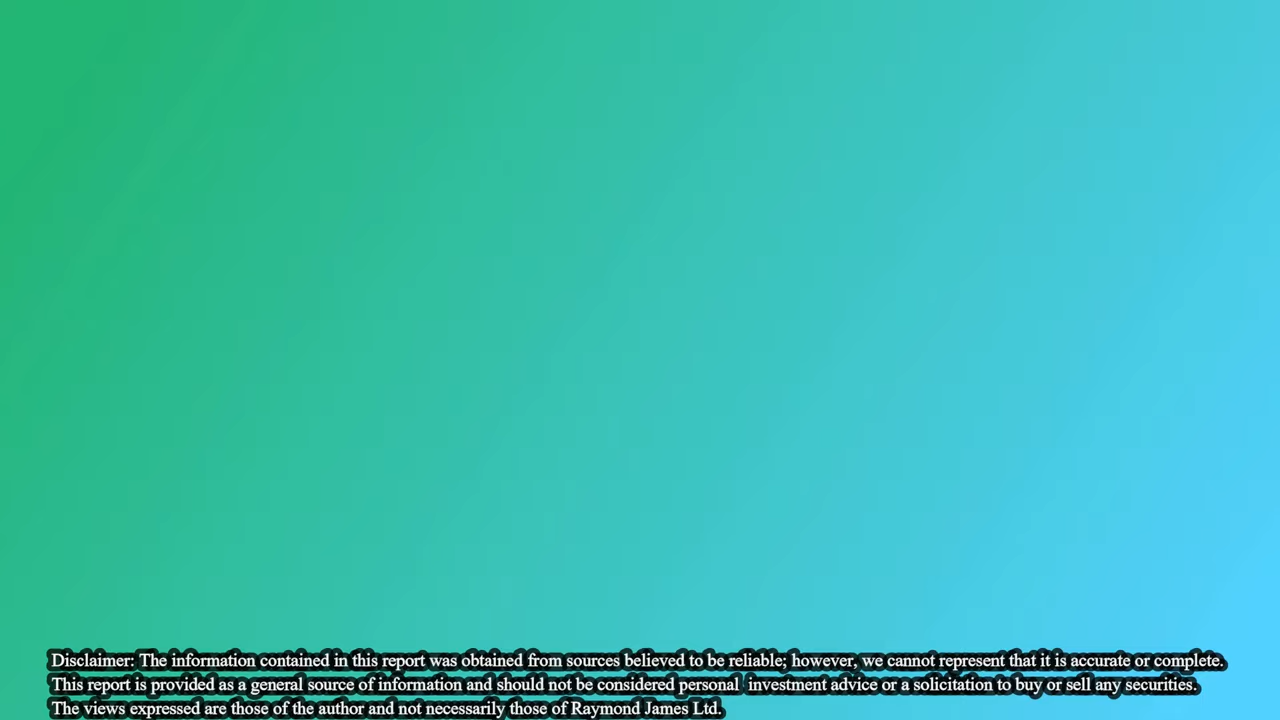 Disclaimer: The information contained in this report was obtained from sources believed to be reliable; however, we cannot represent that it is accurate or complete.
This report is provided as a general source of information and should not be considered personal  investment advice or a solicitation to buy or sell any securities.
The views expressed are those of the author and not necessarily those of Raymond James Ltd.